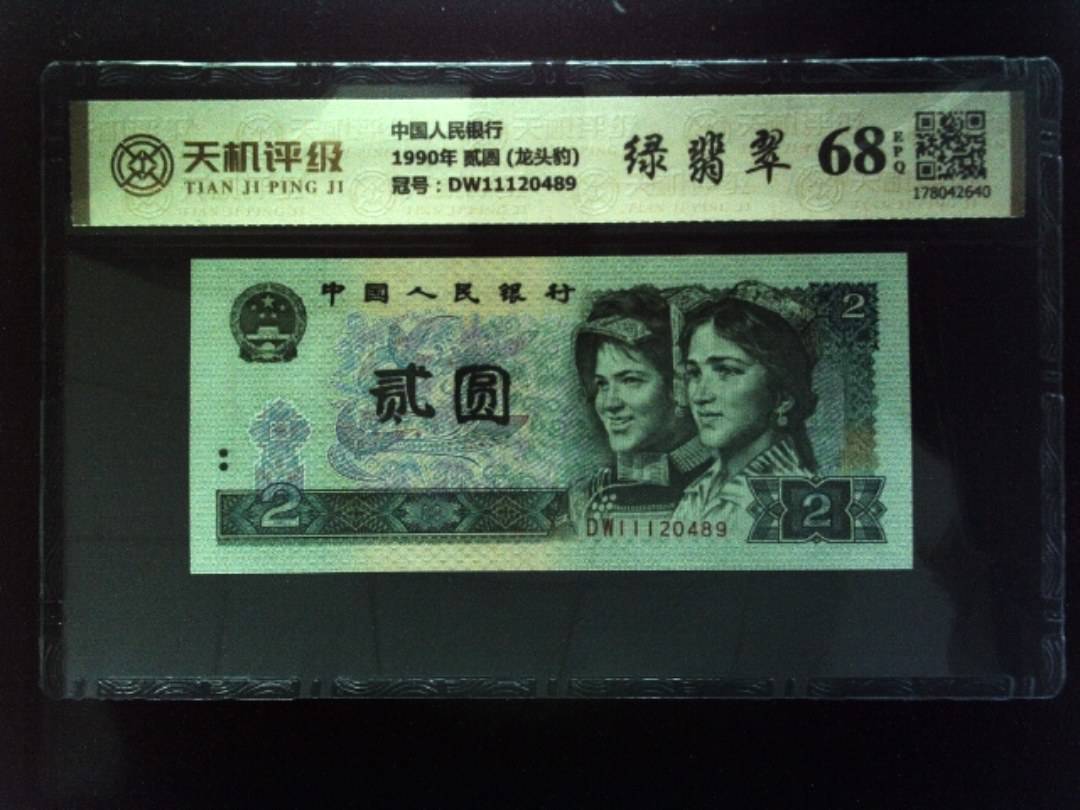 天机评级
TIAN JI PING JI
中国人民银行
1990年 贰圆 (龙头豹)
冠号：DW11120489
绿翡翠
68
EPQ
178042640
中国人民银行
2
贰圆
2
DW11120489
2